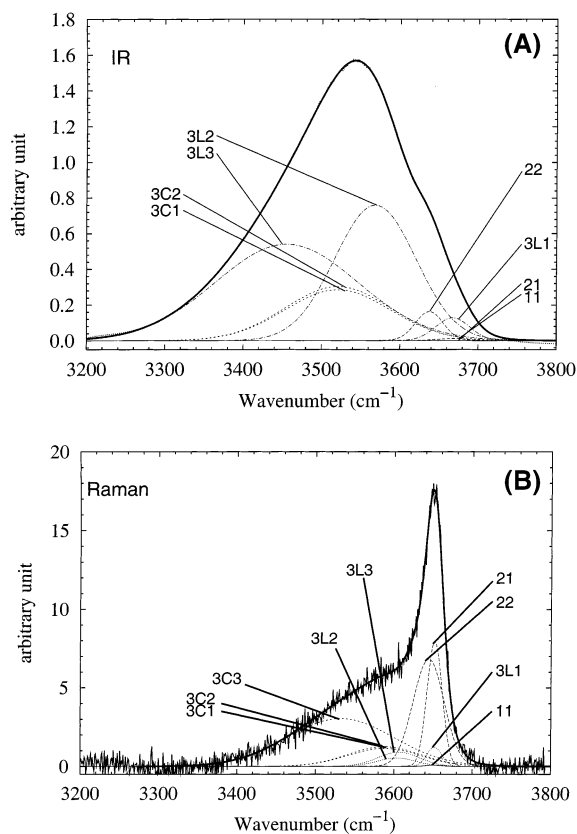 (A)
IR
1.8
1.6
1.4
1.2
1.0
0.8
0.6
0.4
0.2
0.0
arbitrary unit
3L2
3L3
3C2
3C1
22
3L1
21
11
3200 3300 3400 3500 3600 3700 3800
Wavenumber (cm⁻¹)
(B)
Raman
20
15
10
5
0
arbitrary unit
3L3
3L2
3C3
3C2
3C1
21
22
3L1
11
3200 3300 3400 3500 3600 3700 3800
Wavenumber (cm⁻¹)